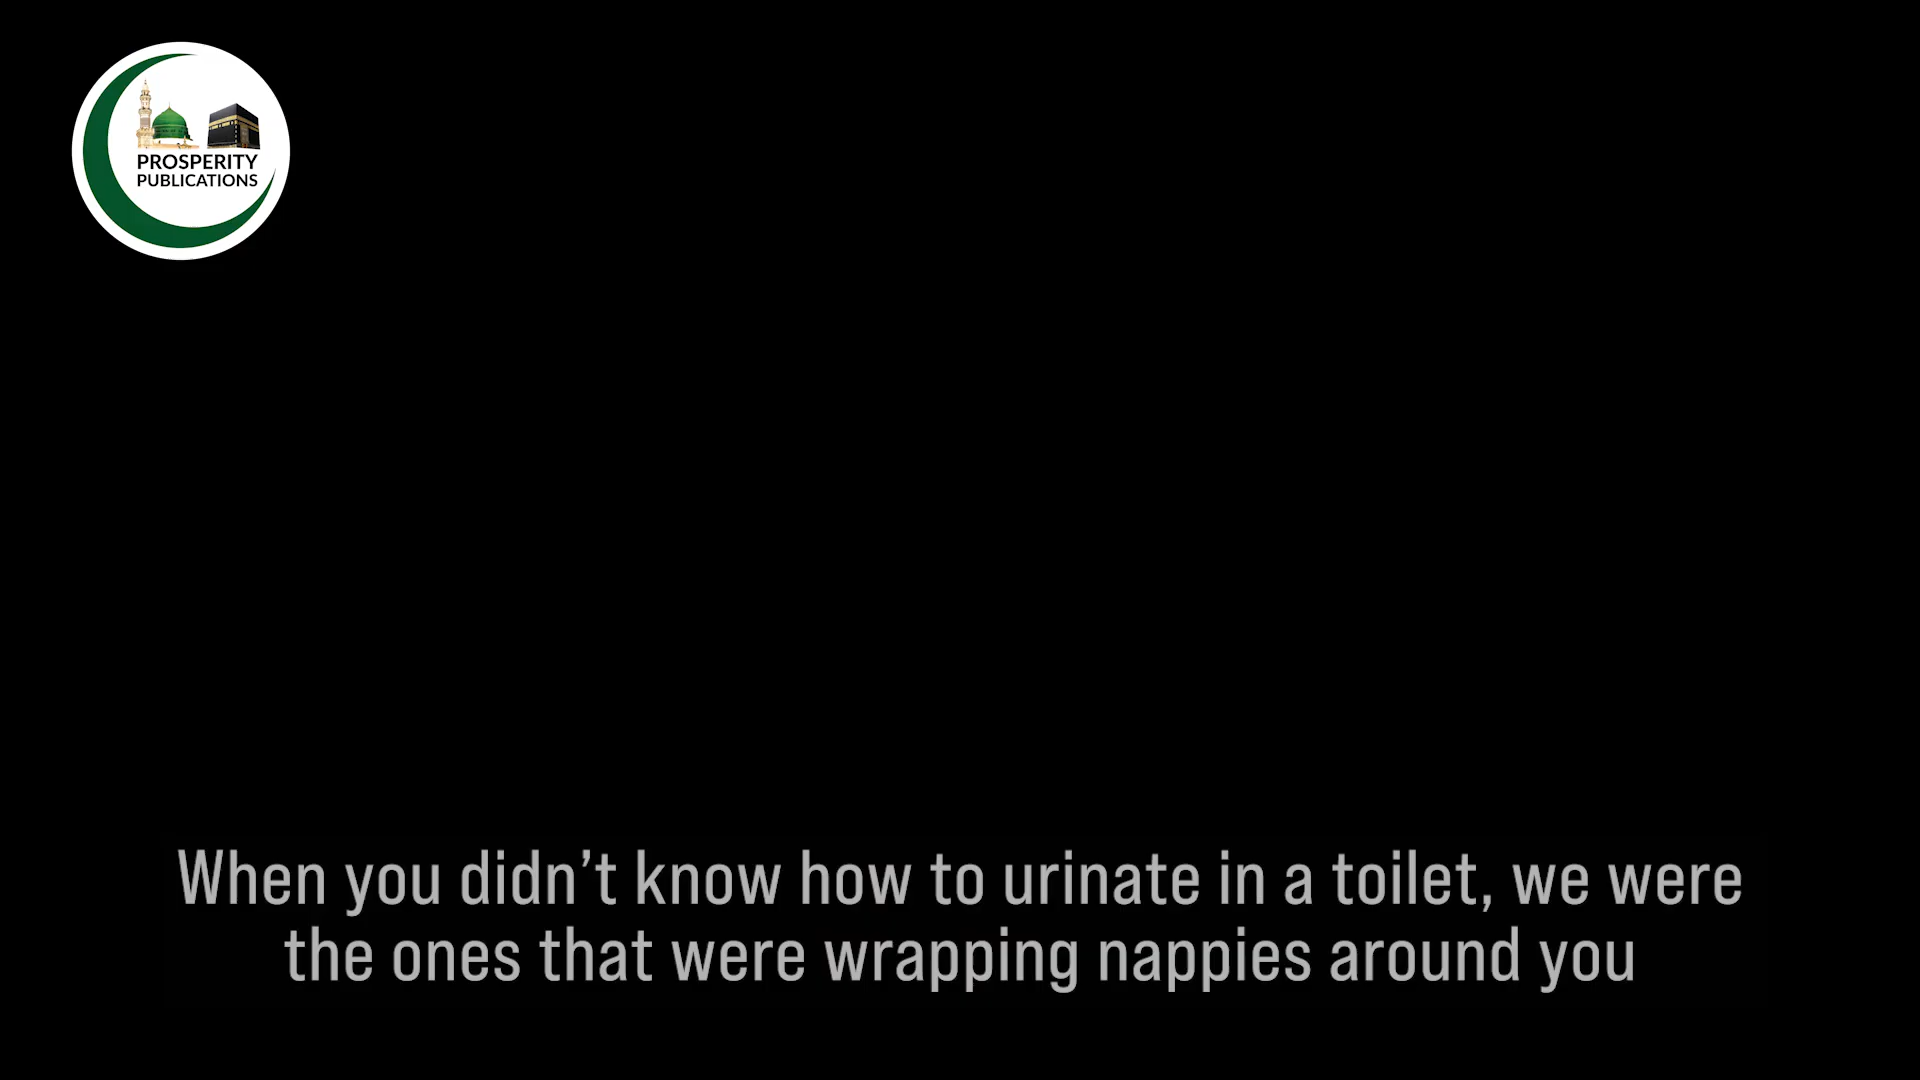 PROSPERITY
PUBLICATIONS
When you didn’t know how to urinate in a toilet, we were
the ones that were wrapping nappies around you